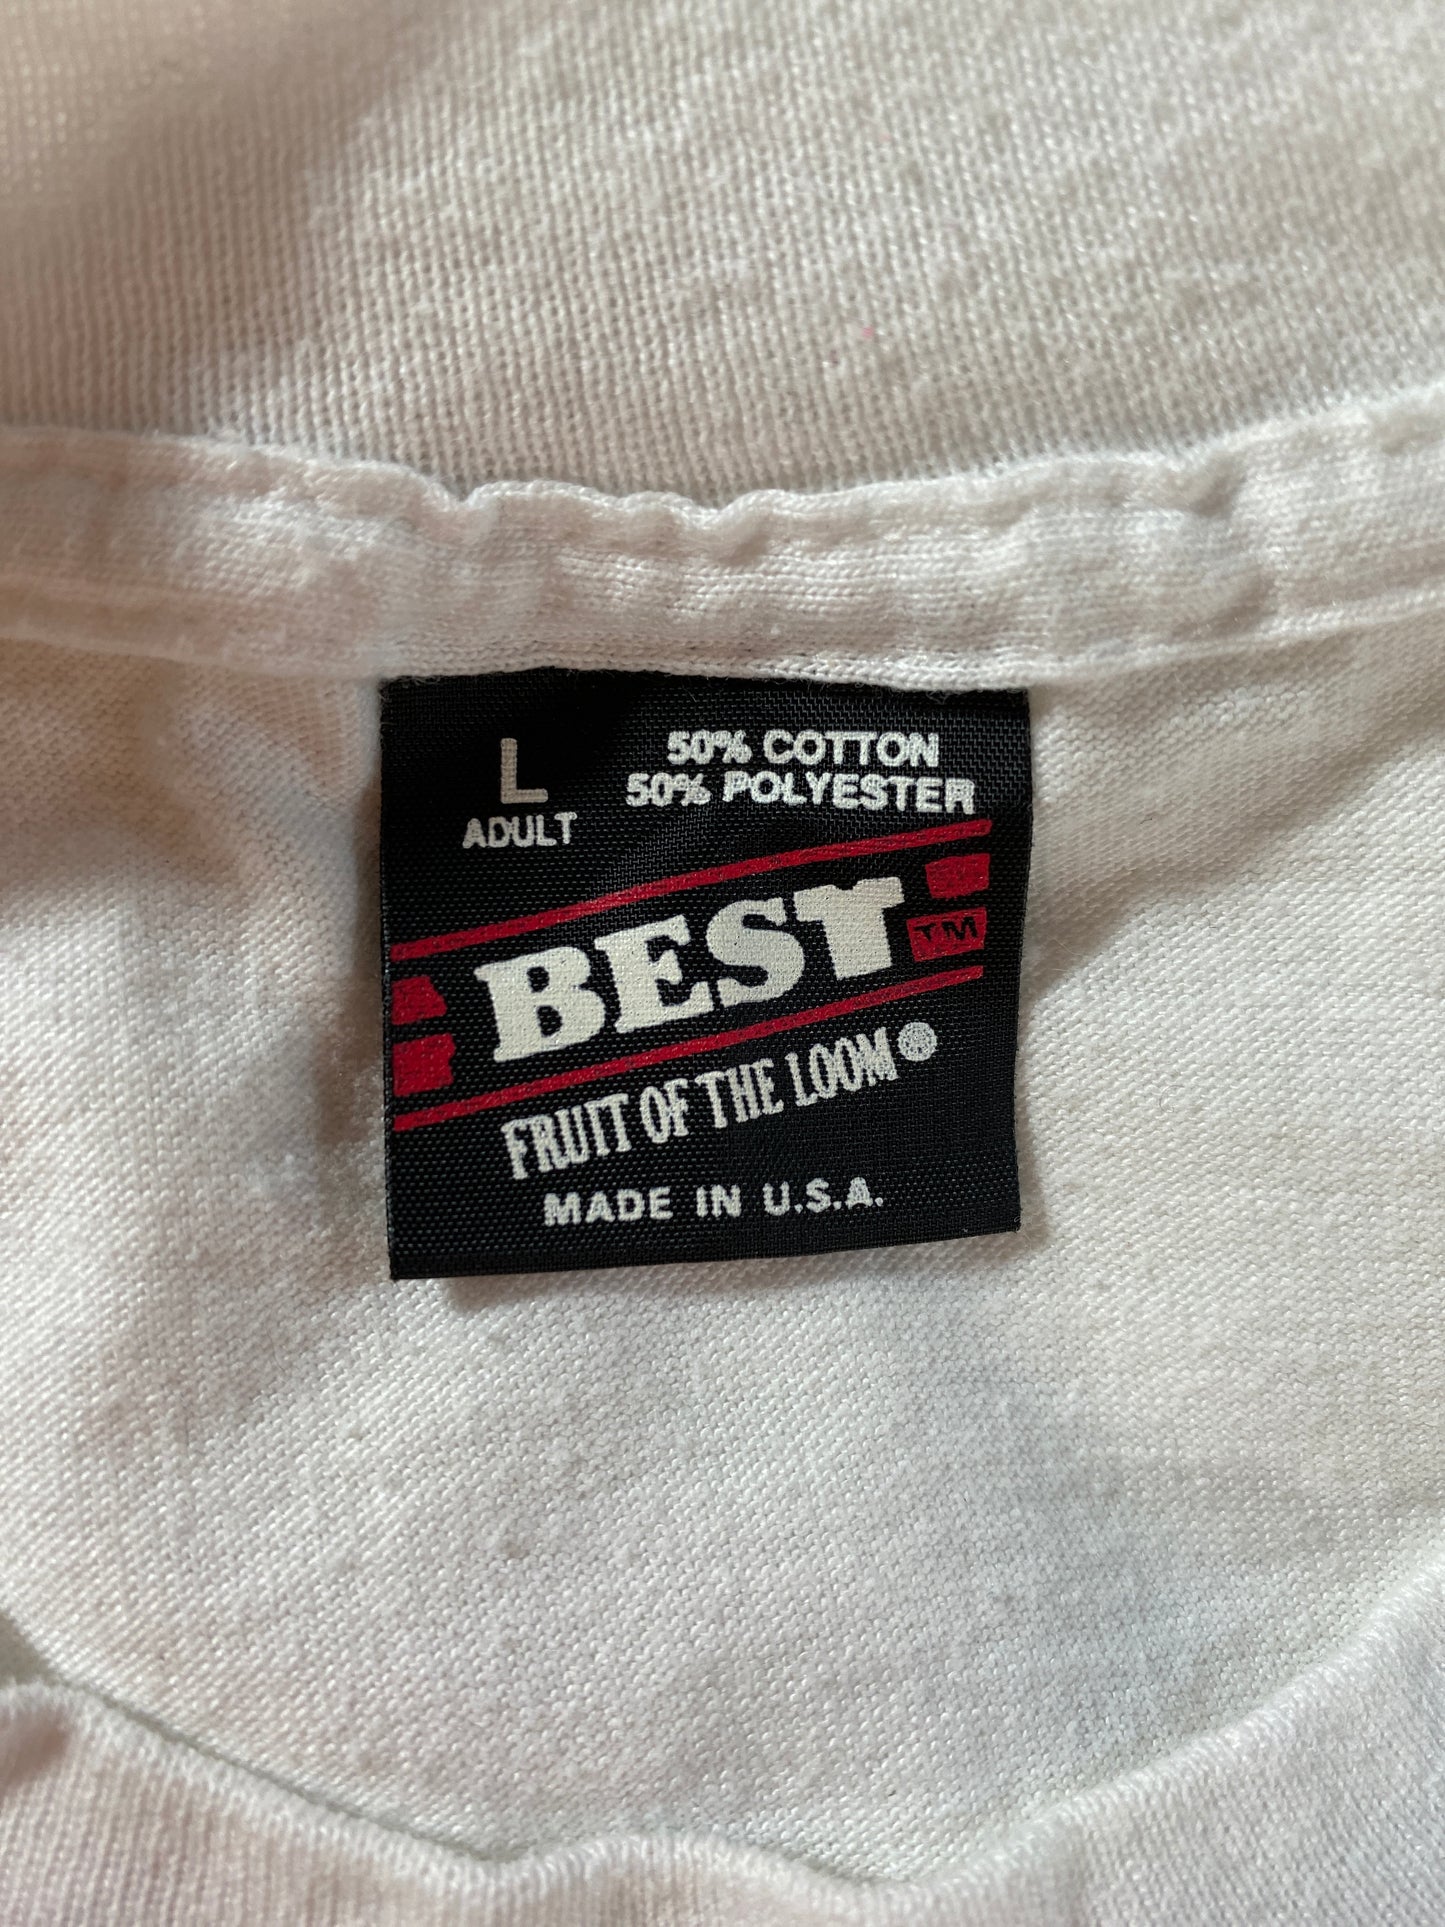 L
ADULT
50% COTTON
50% POLYESTER
BEST
TM
FRUIT OF THE LOOM
MADE IN U.S.A.